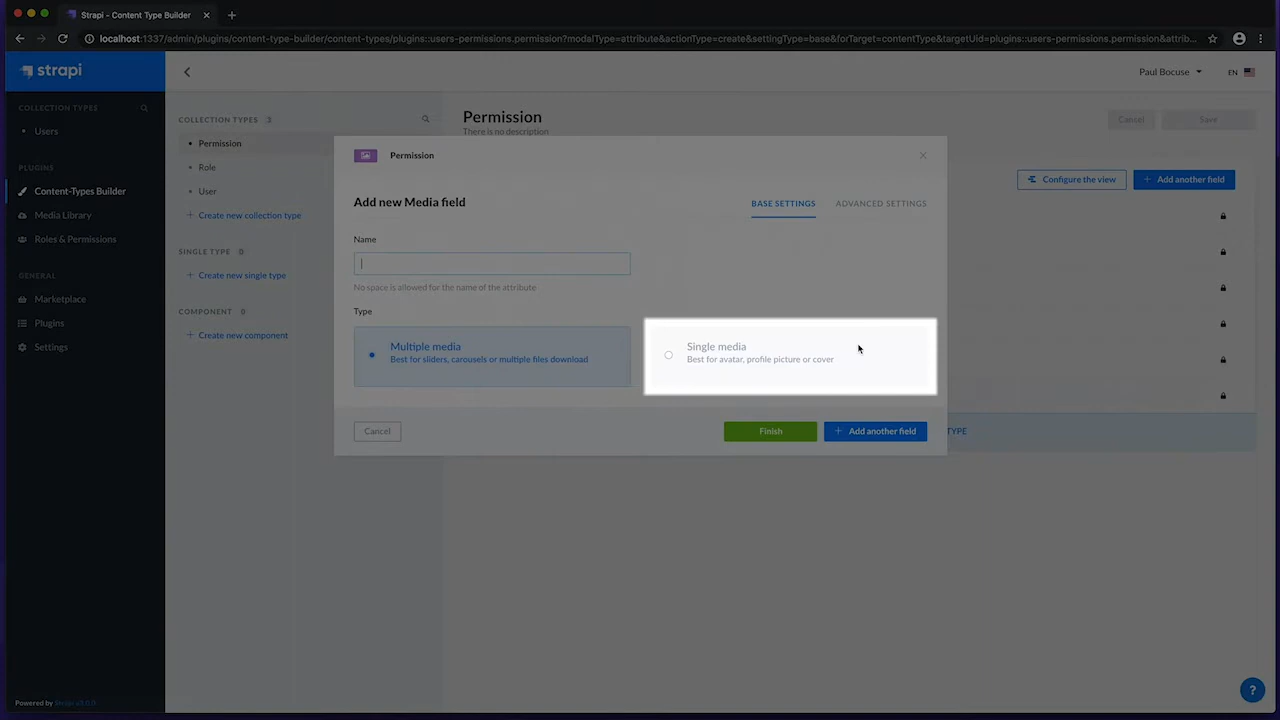 Strapi - Content Type Builder
localhost:1337/admin/plugins/content-type-builder/content-types/plugins::users-permissions.permission?modalType=attribute&actionType=create&settingType=base&forTarget=contentType&targetUid=plugins::users-permissions.permission&attrib...
strapi
Paul Bocuse
EN
COLLECTION TYPES
Users
PLUGINS
Content-Types Builder
Media Library
Roles & Permissions
GENERAL
Marketplace
Plugins
Settings
Powered by Strapi v3.0.0
COLLECTION TYPES 3
Permission
Role
User
+ Create new collection type
SINGLE TYPE 0
+ Create new single type
COMPONENT 0
+ Create new component
Permission
There is no description
Cancel
Save
Configure the view
+ Add another field
Permission
Add new Media field
BASE SETTINGS
ADVANCED SETTINGS
Name
No space is allowed for the name of the attribute
Type
Multiple media
Best for sliders, carousels or multiple files download
Single media
Best for avatar, profile picture or cover
Cancel
Finish
+ Add another field
TYPE
?